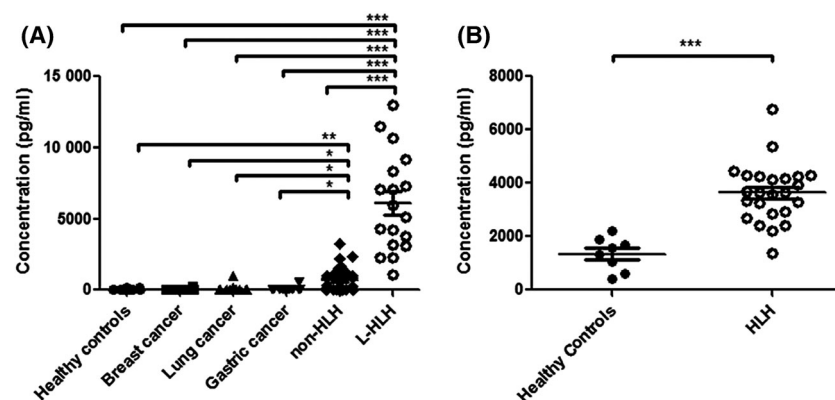 (A)
***
***
***
***
***
**
*
*
*
Concentration (pg/ml)
15 000
10 000
5000
0
Healthy controls
Breast cancer
Lung cancer
Gastric cancer
non-HLH
L-HLH
(B)
***
Concentration (pg/ml)
8000
6000
4000
2000
0
Healthy Controls
HLH